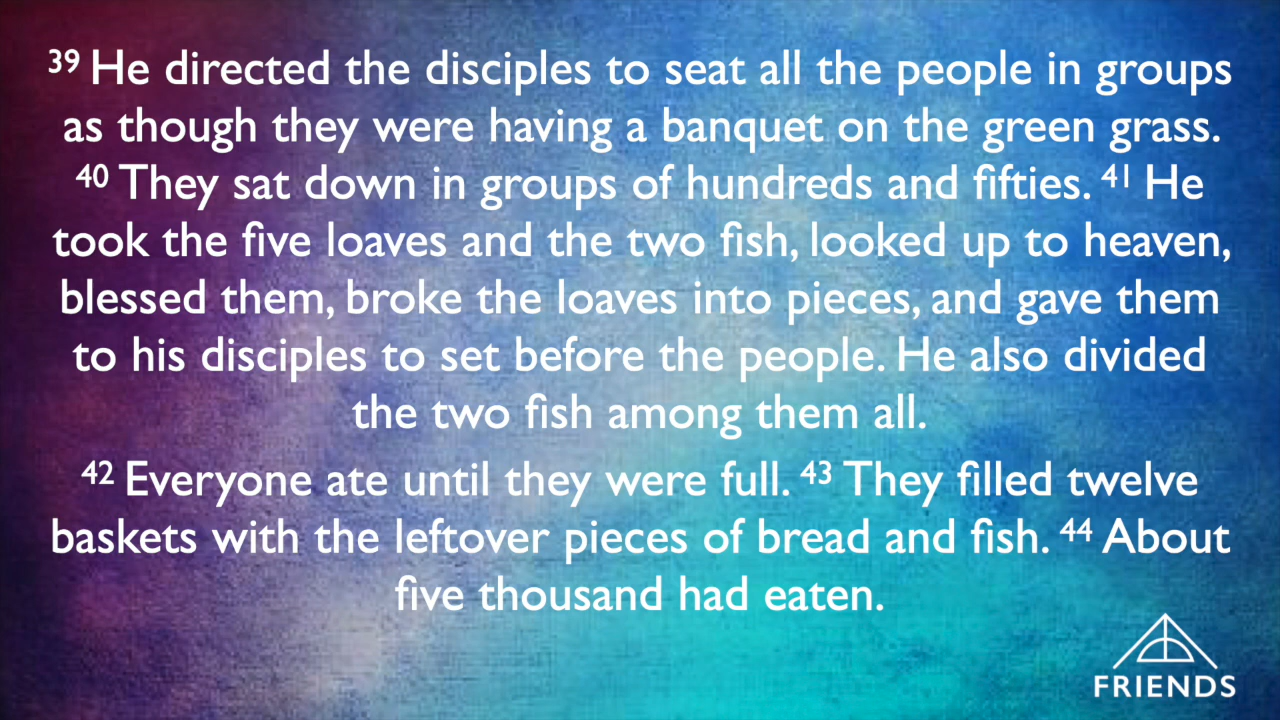 39 He directed the disciples to seat all the people in groups
as though they were having a banquet on the green grass.
40 They sat down in groups of hundreds and fifties. 41 He
took the five loaves and the two fish, looked up to heaven,
blessed them, broke the loaves into pieces, and gave them
to his disciples to set before the people. He also divided
the two fish among them all.
42 Everyone ate until they were full. 43 They filled twelve
baskets with the leftover pieces of bread and fish. 44 About
five thousand had eaten.
FRIENDS